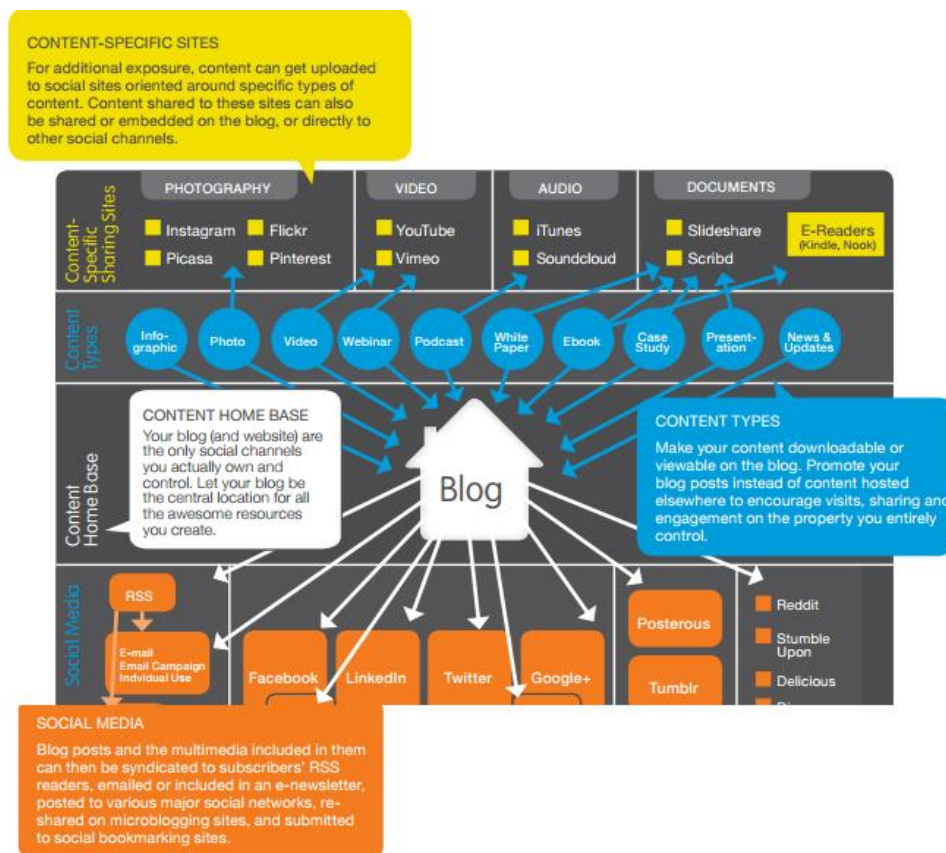 CONTENT-SPECIFIC SITES
For additional exposure, content can get uploaded
to social sites oriented around specific types of
content. Content shared to these sites can also
be shared or embedded on the blog, or directly to
other social channels.
Content-
Specific
Sharing Sites
PHOTOGRAPHY
Instagram
Flickr
Picasa
Pinterest
VIDEO
YouTube
Vimeo
AUDIO
iTunes
Soundcloud
DOCUMENTS
Slideshare
Scribd
E-Readers
(Kindle, Nook)
Content
Types
Info-
graphic
Photo
Video
Webinar
Podcast
White
Paper
Ebook
Case
Study
Present-
ation
News &
Updates
Content
Home Base
CONTENT HOME BASE
Your blog (and website) are
the only social channels
you actually own and
control. Let your blog be
the central location for all
the awesome resources
you create.
Blog
CONTENT TYPES
Make your content downloadable or
viewable on the blog. Promote your
blog posts instead of content hosted
elsewhere to encourage visits, sharing and
engagement on the property you entirely
control.
Social Media
RSS
E-mail
Email Campaign
Indvidual Use
Facebook
LinkedIn
Twitter
Google+
Posterous
Tumblr
Reddit
Stumble
Upon
Delicious
SOCIAL MEDIA
Blog posts and the multimedia included in them
can then be syndicated to subscribers' RSS
readers, emailed or included in an e-newsletter,
posted to various major social networks, re-
shared on microblogging sites, and submitted
to social bookmarking sites.